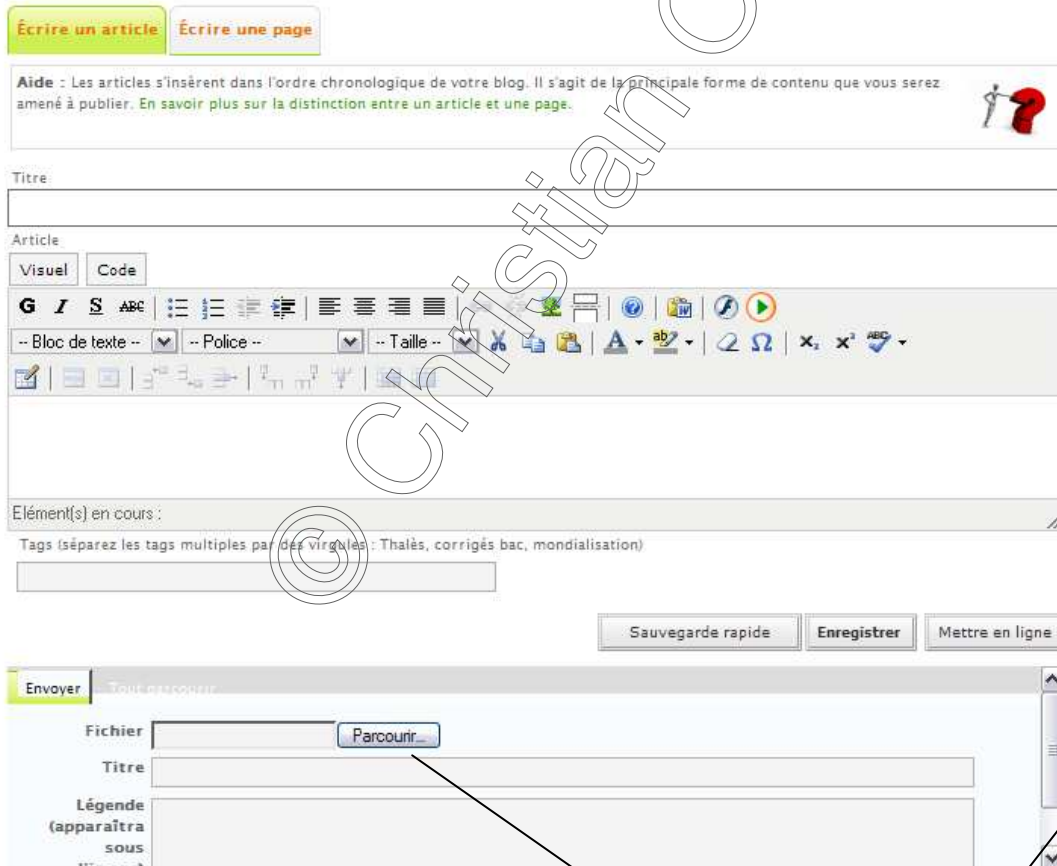 Écrire un article Écrire une page
Aide : Les articles s'insèrent dans l'ordre chronologique de votre blog. Il s'agit de la principale forme de contenu que vous serez
amené à publier. En savoir plus sur la distinction entre un article et une page.
Titre
Article
Visuel Code
G I S ABC
-- Bloc de texte -- -- Police -- -- Taille --
Elément(s) en cours :
Tags (séparez les tags multiples par des virgules : Thalès, corrigés bac, mondialisation)
Sauvegarde rapide Enregistrer Mettre en ligne
Envoyer Tout parcourir
Fichier Parcourir...
Titre
Légende
(apparaîtra
sous
© Christian